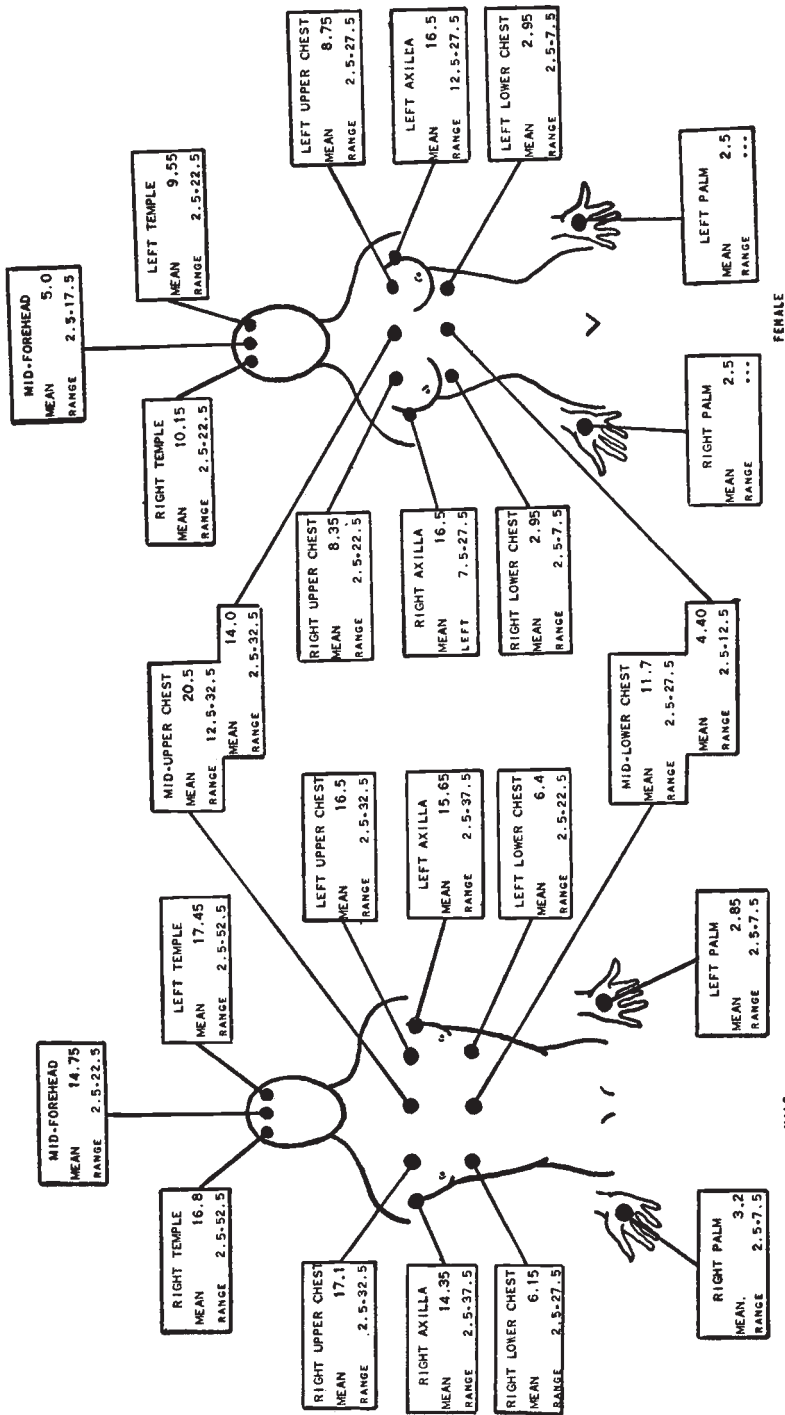 MID-FOREHEAD
MEAN 14.75
RANGE 2.5-22.5
RIGHT TEMPLE
MEAN 16.8
RANGE 2.5-52.5
LEFT TEMPLE
MEAN 17.45
RANGE 2.5-52.5
RIGHT UPPER CHEST
MEAN 17.1
RANGE 2.5-32.5
LEFT UPPER CHEST
MEAN 16.5
RANGE 2.5-32.5
RIGHT AXILLA
MEAN 14.35
RANGE 2.5-37.5
LEFT AXILLA
MEAN 15.65
RANGE 2.5-37.5
RIGHT LOWER CHEST
MEAN 6.15
RANGE 2.5-27.5
LEFT LOWER CHEST
MEAN 6.4
RANGE 2.5-22.5
RIGHT PALM
MEAN. 3.2
RANGE 2.5-7.5
LEFT PALM
MEAN 2.85
RANGE 2.5-7.5
MID-UPPER CHEST
MEAN 20.5
RANGE 12.5-32.5
MEAN 14.0
RANGE 2.5-32.5
MID-LOWER CHEST
MEAN 11.7
RANGE 2.5-27.5
MEAN 4.40
RANGE 2.5-12.5
MID-FOREHEAD
MEAN 5.0
RANGE 2.5-17.5
RIGHT TEMPLE
MEAN 10.15
RANGE 2.5-22.5
LEFT TEMPLE
MEAN 9.55
RANGE 2.5-22.5
RIGHT UPPER CHEST
MEAN 8.35
RANGE 2.5-22.5
LEFT UPPER CHEST
MEAN 8.75
RANGE 2.5-27.5
RIGHT AXILLA
MEAN 16.5
LEFT 7.5-27.5
LEFT AXILLA
MEAN 16.5
RANGE 12.5-27.5
RIGHT LOWER CHEST
MEAN 2.95
RANGE 2.5-7.5
LEFT LOWER CHEST
MEAN 2.95
RANGE 2.5-7.5
RIGHT PALM
MEAN 2.5
RANGE ---
LEFT PALM
MEAN 2.5
RANGE ---
FEMALE